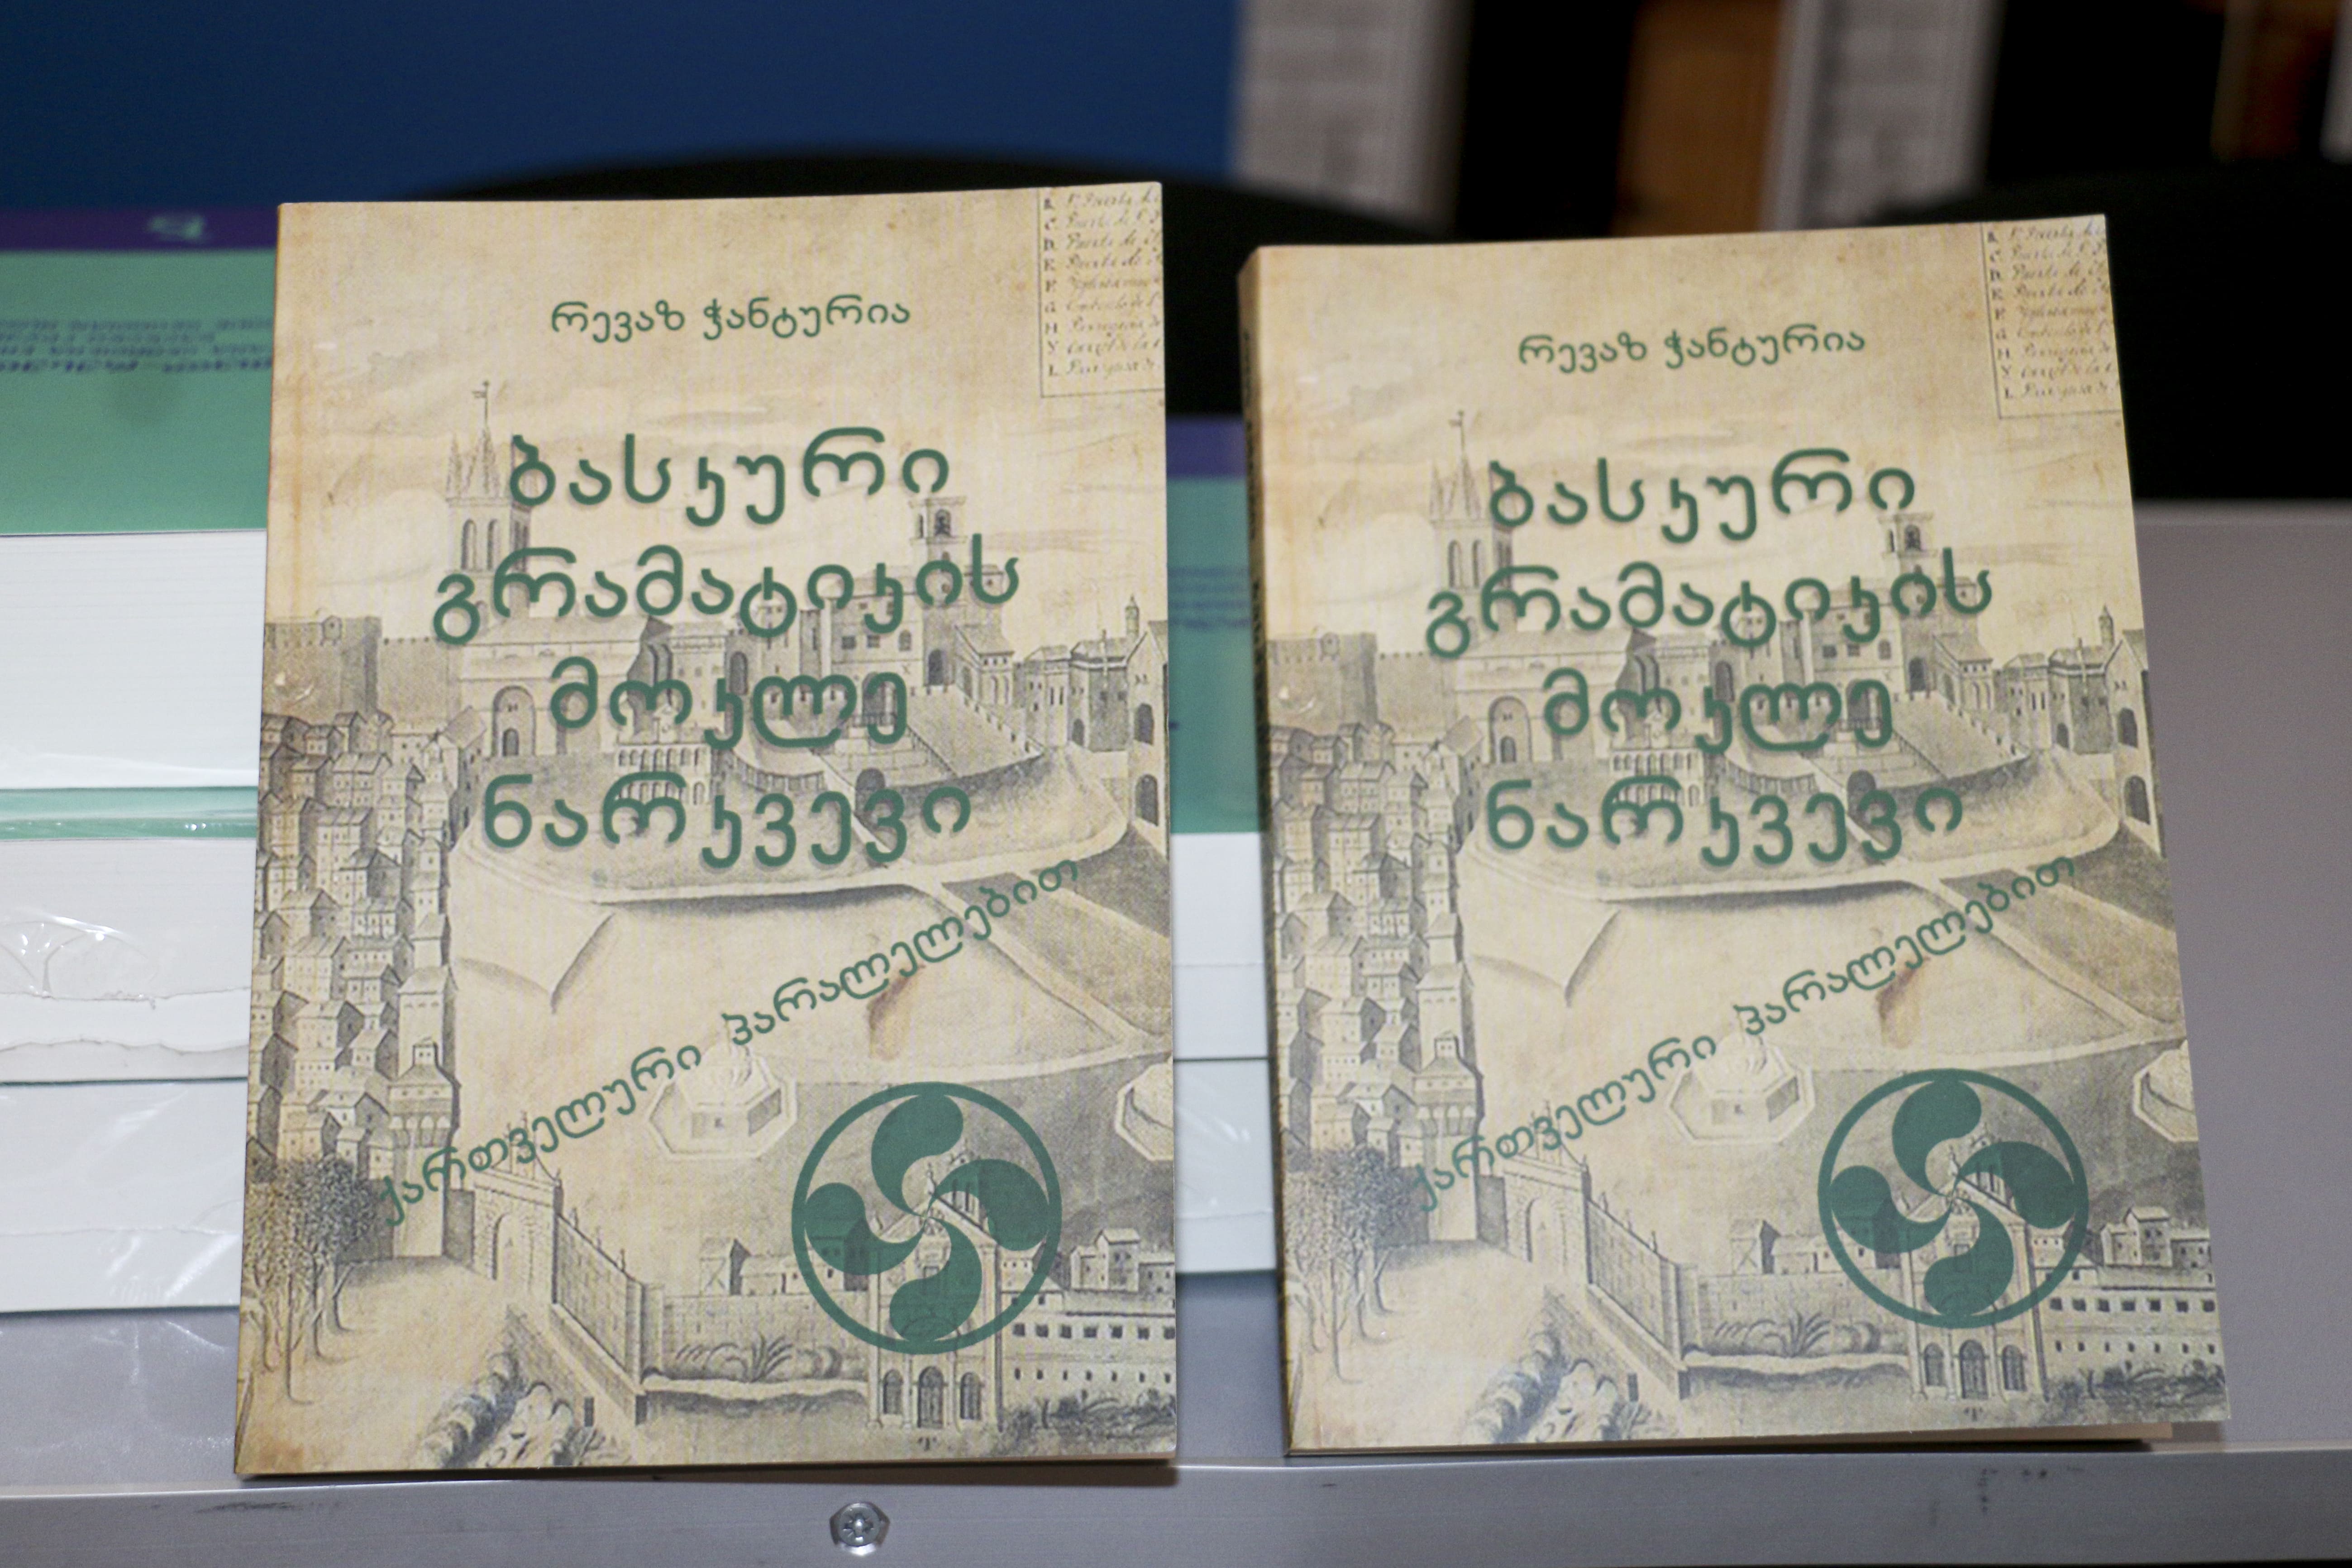 რევაზ ჭანტურია
ბასკური
გრამატიკის
მოკლე
ნარკვევი
ქართველური პარალელებით
რევაზ ჭანტურია
ბასკური
გრამატიკის
მოკლე
ნარკვევი
ქართველური პარალელებით